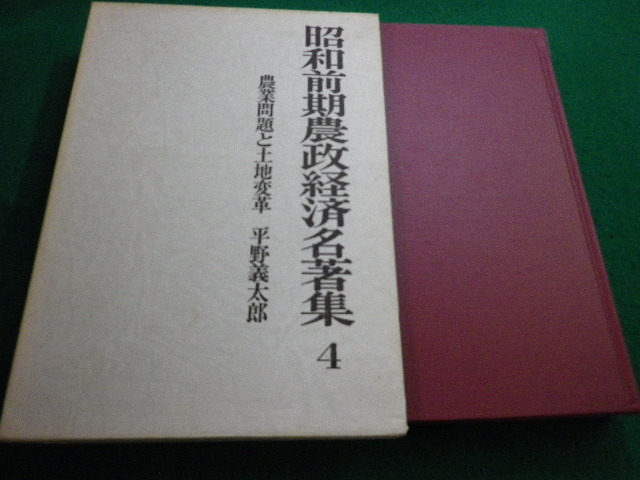 昭和前期農政経済名著集 4
農業問題と土地変革 平野義太郎